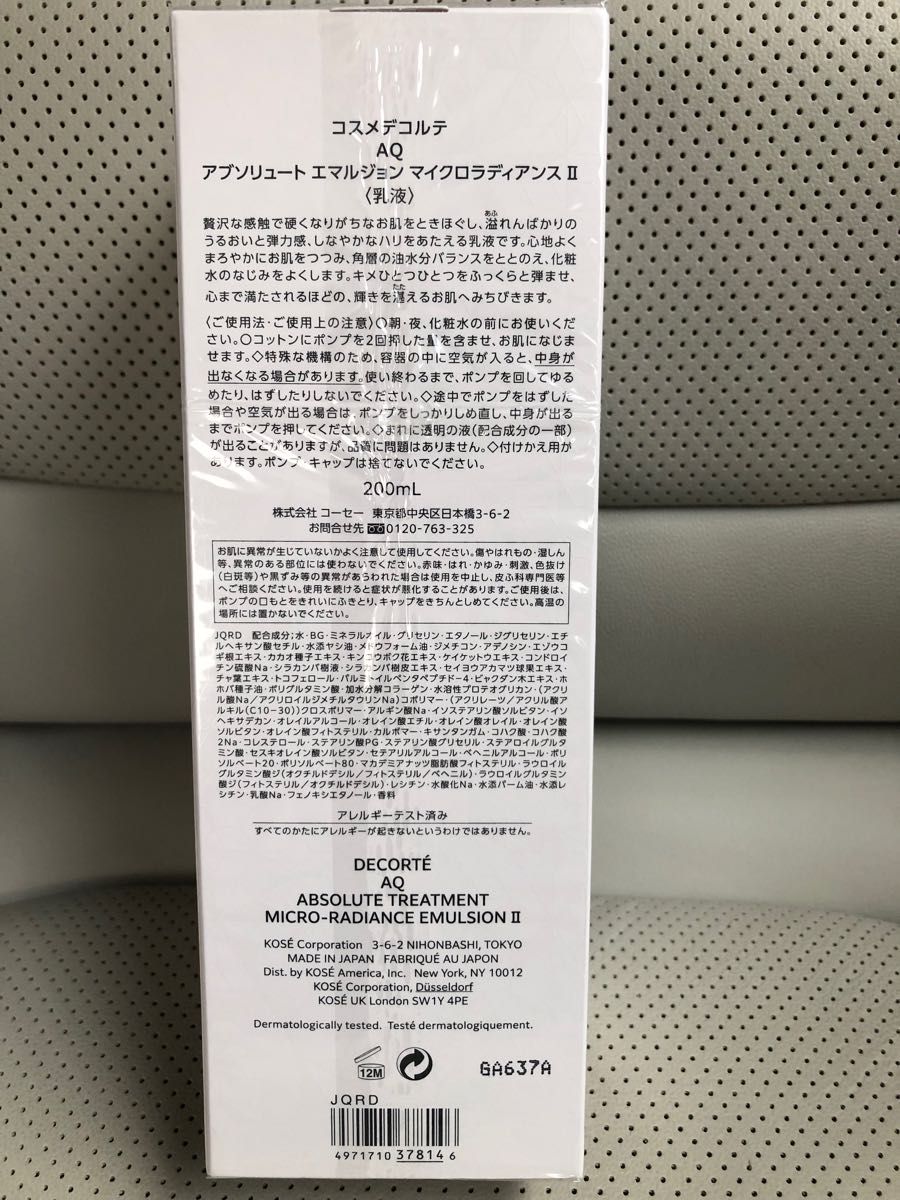 コスメデコルテ
AQ
アブソリュート エマルジョン マイクロラディアンス II
〈乳液〉
贅沢な感触で硬くなりがちなお肌をときほぐし、溢れんばかりの
うるおいと弾力感、しなやかなハリをあたえる乳液です。心地よく
まろやかにお肌をつつみ、角層の油水分バランスをととのえ、化粧
水のなじみをよくします。キメひとつひとつをふっくらと弾ませ、
心まで満たされるほどの、輝きを湛えるお肌へみちびきます。
〈ご使用法・ご使用上の注意〉〇朝・夜、化粧水の前にお使いくだ
さい。〇コットンにポンプを2回押した量を含ませ、お肌になじま
せます。◇特殊な機構のため、容器の中に空気が入ると、中身が
出なくなる場合があります。使い終わるまで、ポンプを回してゆる
めたり、はずしたりしないでください。◇途中でポンプをはずした
場合や空気が出る場合は、ポンプをしっかりしめ直し、中身が出る
までポンプを押してください。◇まれに透明の液(配合成分の一部)
が出ることがありますが、品質に問題はありません。◇付けかえ用が
あります。ポンプ・キャップは捨てないでください。
200mL
株式会社 コーセー 東京都中央区日本橋3-6-2
お問合せ先 0120-763-325
お肌に異常が生じていないかよく注意して使用してください。傷やはれもの・湿しん
等、異常のある部位には使わないでください。赤味・はれ・かゆみ・刺激、色抜け
(白斑等)や黒ずみ等の異常があらわれた場合は使用を中止し、皮ふ科専門医等
へご相談ください。使用を続けると症状が悪化することがあります。ご使用後は、
ポンプの口もとをきれいにふきとり、キャップをきちんとしめてください。高温の
場所には置かないでください。
JQRD 配合成分;水・BG・ミネラルオイル・グリセリン・エタノール・ジグリセリン・エチ
ルヘキサン酸セチル・水添ヤシ油・メドウフォーム油・ジメチコン・アデノシン・エゾウコ
ギ根エキス・カカオ種子エキス・キンコウボク花エキス・ケイケットウエキス・コンドロイ
チン硫酸Na・シラカンバ樹液・シラカンバ樹皮エキス・セイヨウアカマツ球果エキス・
チャ葉エキス・トコフェロール・パルミトイルペンタペプチド-4・ビャクダン木エキス・ホ
ホバ種子油・ポリグルタミン酸・加水分解コラーゲン・水溶性プロテオグリカン・(アクリ
ル酸Na/アクリロイルジメチルタウリンNa)コポリマー・(アクリレーツ/アクリル酸ア
ルキル(C10-30))クロスポリマー・アルギン酸Na・イソステアリン酸ソルビタン・イソ
ヘキサデカン・オレイルアルコール・オレイン酸エチル・オレイン酸オレイル・オレイン酸
ソルビタン・オレイン酸フィトステリル・カルボマー・キサンタンガム・コハク酸・コハク酸
2Na・コレステロール・ステアリン酸PG・ステアリン酸グリセリル・ステアロイルグルタ
ミン酸・セスキオレイン酸ソルビタン・セテアリルアルコール・ベヘニルアルコール・ポリ
ソルベート20・ポリソルベート80・マカデミアナッツ脂肪酸フィトステリル・ラウロイル
グルタミン酸ジ(オクチルドデシル/フィトステリル/ベヘニル)・ラウロイルグルタミン
酸ジ(フィトステリル/オクチルドデシル)・レシチン・水酸化Na・水添パーム油・水添レ
シチン・乳酸Na・フェノキシエタノール・香料
アレルギーテスト済み
すべてのかたにアレルギーが起きないというわけではありません。
DECORTÉ
AQ
ABSOLUTE TREATMENT
MICRO-RADIANCE EMULSION II
KOSÉ Corporation 3-6-2 NIHONBASHI, TOKYO
MADE IN JAPAN FABRIQUÉ AU JAPON
Dist. by KOSÉ America, Inc. New York, NY 10012
KOSÉ Corporation, Düsseldorf
KOSÉ UK London SW1Y 4PE
Dermatologically tested. Testé dermatologiquement.
12M
GA637A
JQRD
4971710 37814 6